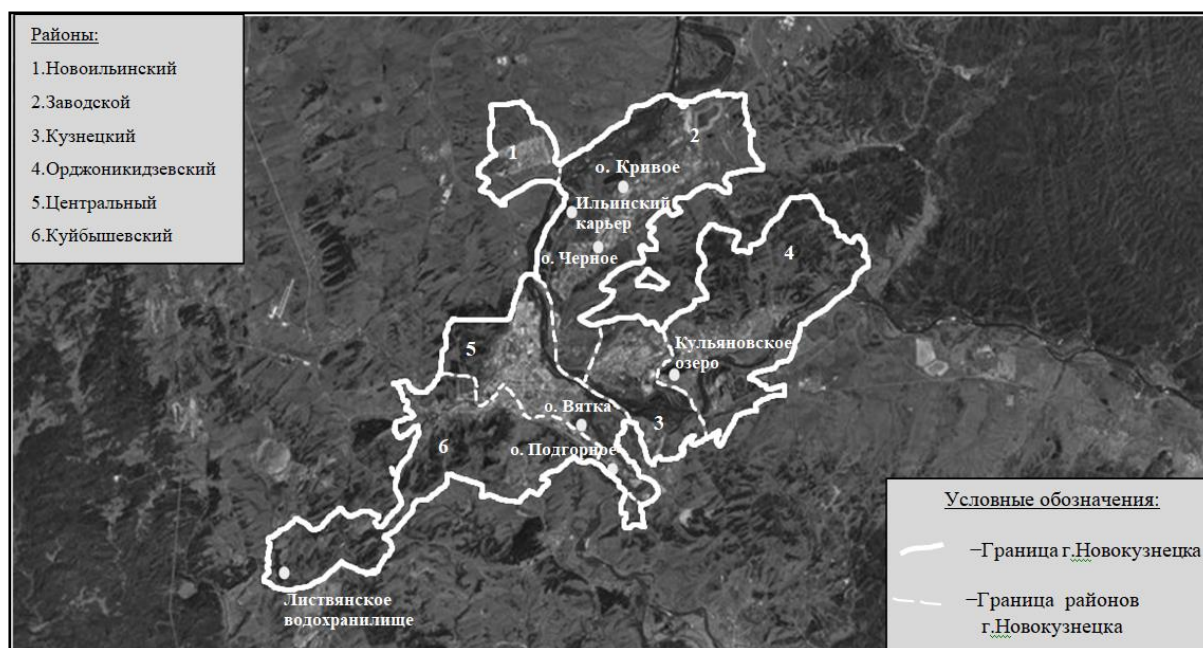 Районы:
1.Новоильинский
2.Заводской
3.Кузнецкий
4.Орджоникидзевский
5.Центральный
6.Куйбышевский
1
2
о. Кривое
Ильинский
карьер
о. Черное
4
5
Кульяновское
озеро
о. Вятка
3
6
о. Подгорное
Листвянское
водохранилище
Условные обозначения:
–Граница г.Новокузнецка
–Граница районов
г.Новокузнецка